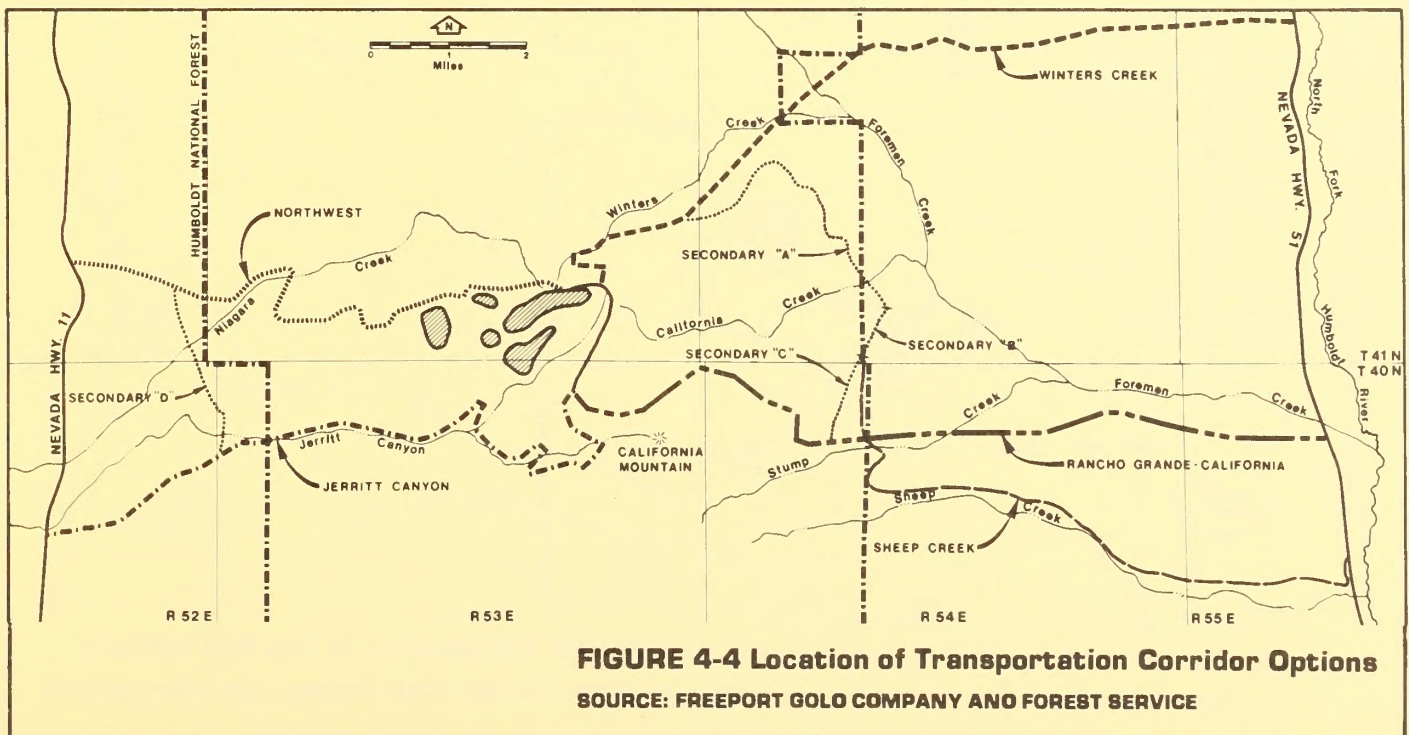 N
0 1 2
Miles
HUMBOLDT NATIONAL FOREST
WINTERS CREEK
NEVADA HWY. 51
North Fork Humboldt River
Creek
Foremen Creek
Winters
NORTHWEST
SECONDARY "A"
Creek
Niagara
Creek
California
SECONDARY "B"
NEVADA HWY. 11
SECONDARY "C"
T 41 N
T 40 N
SECONDARY "D"
Foremen Creek
Creek
Jerritt Canyon
CALIFORNIA
MOUNTAIN
Stump
RANCHO GRANDE-CALIFORNIA
JERRITT CANYON
Sheep Creek
SHEEP CREEK
R 52 E
R 53 E
R 54 E
R 55 E
FIGURE 4-4 Location of Transportation Corridor Options
SOURCE: FREEPORT GOLO COMPANY ANO FOREST SERVICE